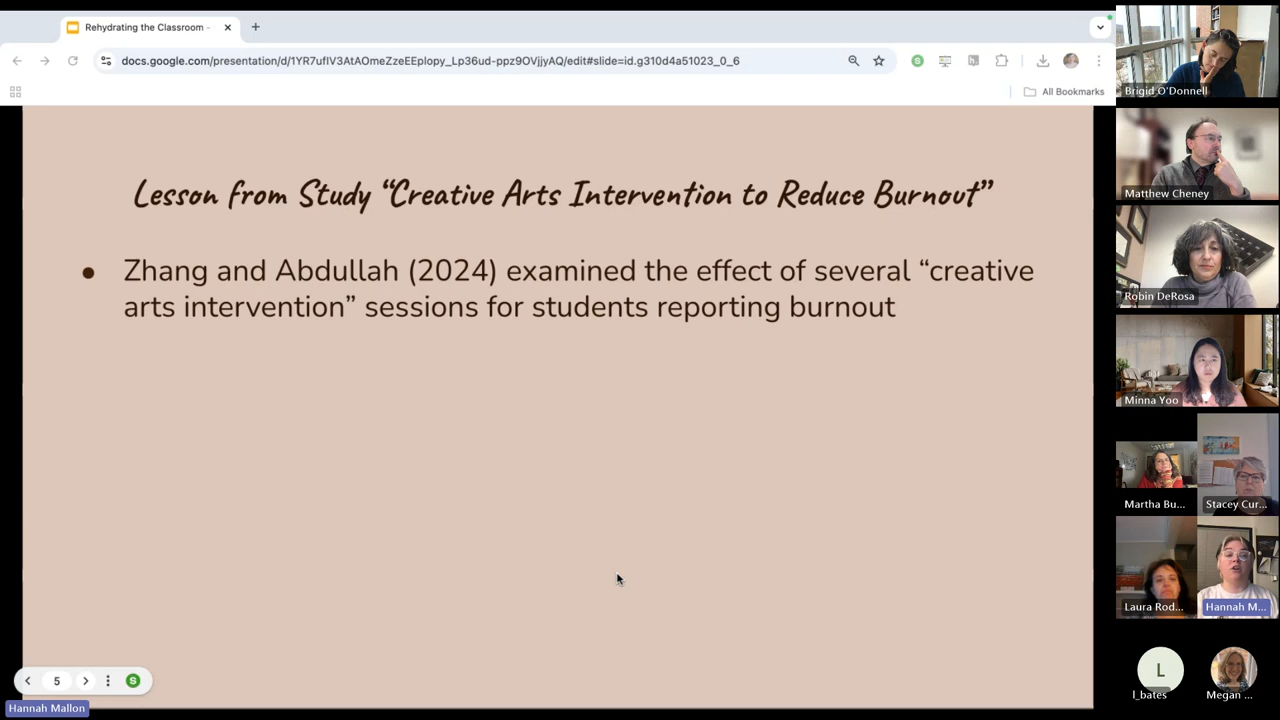 Rehydrating the Classroom -
docs.google.com/presentation/d/1YR7ufIV3AtAOmeZzeEEplopy_Lp36ud-ppz9OVjjyAQ/edit#slide=id.g310d4a51023_0_6
All Bookmarks
Lesson from Study “Creative Arts Intervention to Reduce Burnout”
● Zhang and Abdullah (2024) examined the effect of several “creative
arts intervention” sessions for students reporting burnout
5
S
Hannah Mallon
Brigid O'Donnell
Matthew Cheney
Robin DeRosa
Minna Yoo
Martha Bu...
Stacey Cur...
Laura Rod...
Hannah M...
L
l_bates
Megan ...